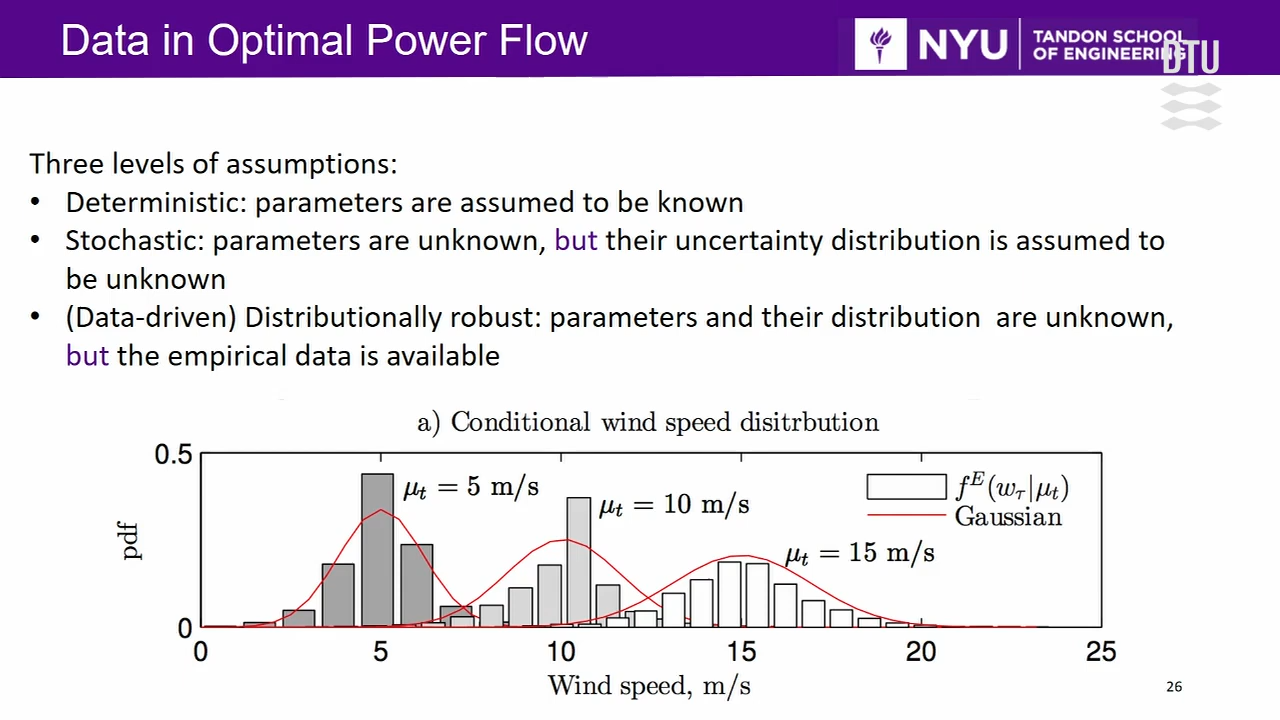 Data in Optimal Power Flow
NYU
TANDON SCHOOL
OF ENGINEERING
DTU
Three levels of assumptions:
• Deterministic: parameters are assumed to be known
• Stochastic: parameters are unknown, but their uncertainty distribution is assumed to
be unknown
• (Data-driven) Distributionally robust: parameters and their distribution are unknown,
but the empirical data is available
a) Conditional wind speed disitrbution
0.5
μt = 5 m/s
μt = 10 m/s
μt = 15 m/s
f^E(wτ|μt)
Gaussian
pdf
0
0 5 10 15 20 25
Wind speed, m/s
26